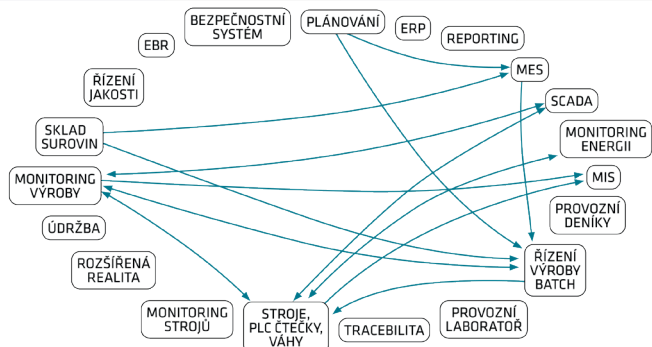 BEZPEČNOSTNÍ
SYSTÉM
PLÁNOVÁNÍ
ERP
REPORTING
EBR
MES
ŘÍZENÍ
JAKOSTI
SCADA
SKLAD
SUROVIN
MONITORING
ENERGII
MONITORING
VÝROBY
MIS
ÚDRŽBA
PROVOZNÍ
DENÍKY
ROZŠÍŘENÁ
REALITA
ŘÍZENÍ
VÝROBY
BATCH
MONITORING
STROJŮ
STROJE,
PLC ČTEČKY,
VÁHY
TRACEBILITA
PROVOZNÍ
LABORATOŘ